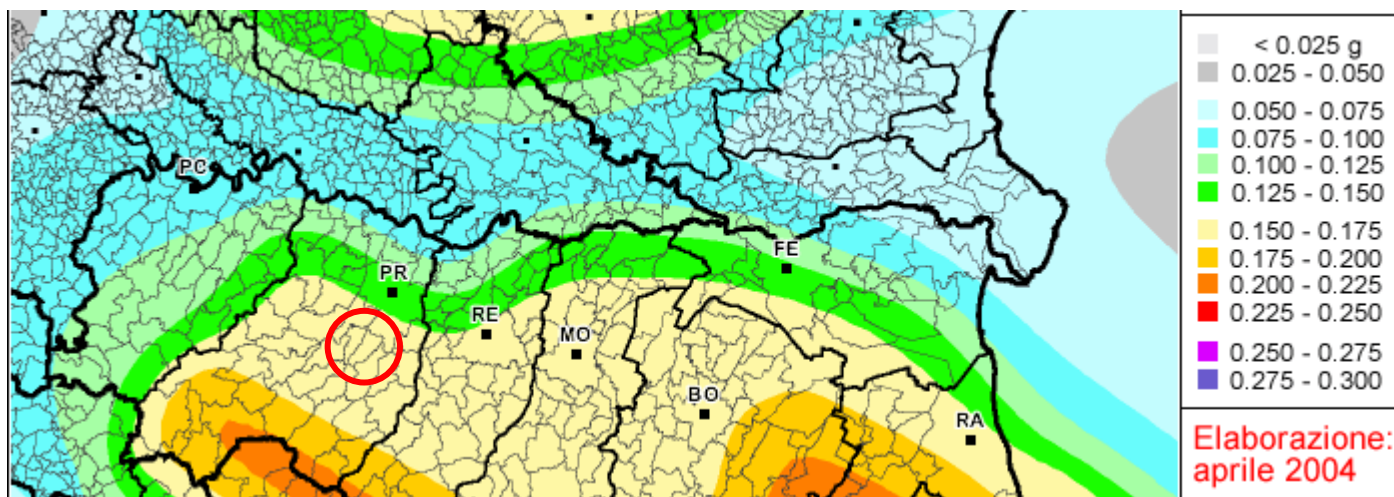 PC
PR
RE
MO
BO
FE
RA
< 0.025 g
0.025 - 0.050
0.050 - 0.075
0.075 - 0.100
0.100 - 0.125
0.125 - 0.150
0.150 - 0.175
0.175 - 0.200
0.200 - 0.225
0.225 - 0.250
0.250 - 0.275
0.275 - 0.300
Elaborazione:
aprile 2004